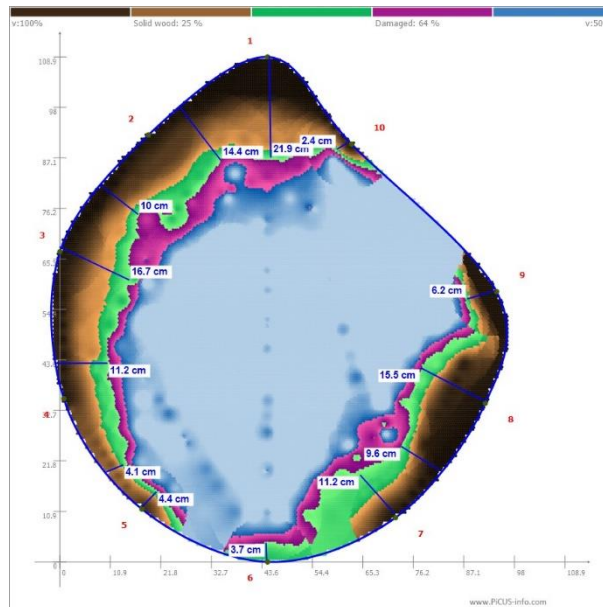 v:100% Solid wood: 25 % Damaged: 64 % v:50
1
108.9
98
2
10
2.4 cm
87.1
14.4 cm
21.9 cm
76.2
10 cm
3
65.3
16.7 cm
9
6.2 cm
43.6
11.2 cm
15.5 cm
4
8
21.8
9.6 cm
4.1 cm
11.2 cm
4.4 cm
10.9
5
7
3.7 cm
0
6
0 10.9 21.8 32.7 43.6 54.4 65.3 76.2 87.1 98 108.9
www.PiCUS-info.com